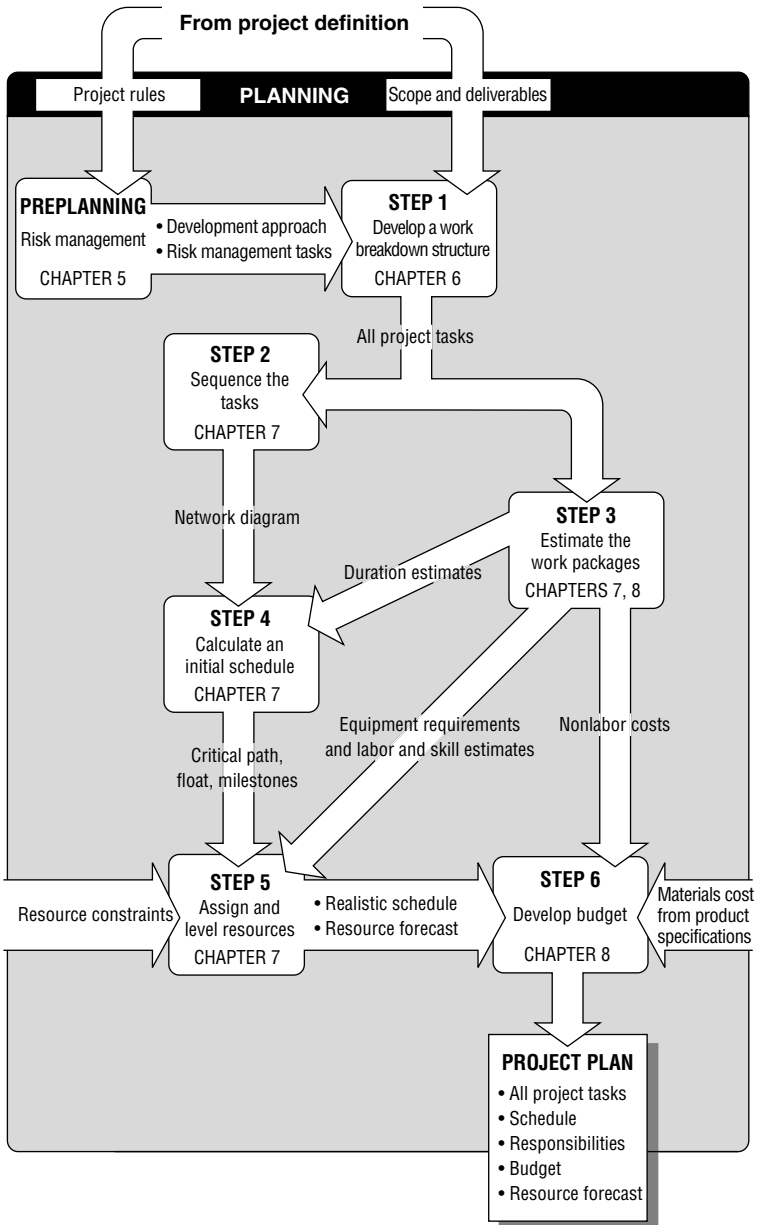 From project definition
Project rules
PLANNING
Scope and deliverables
PREPLANNING
Risk management
CHAPTER 5
• Development approach
• Risk management tasks
STEP 1
Develop a work
breakdown structure
CHAPTER 6
All project tasks
STEP 2
Sequence the
tasks
CHAPTER 7
Network diagram
STEP 3
Estimate the
work packages
CHAPTERS 7, 8
Duration estimates
STEP 4
Calculate an
initial schedule
CHAPTER 7
Equipment requirements
and labor and skill estimates
Nonlabor costs
Critical path,
float, milestones
Resource constraints
STEP 5
Assign and
level resources
CHAPTER 7
• Realistic schedule
• Resource forecast
STEP 6
Develop budget
CHAPTER 8
Materials cost
from product
specifications
PROJECT PLAN
• All project tasks
• Schedule
• Responsibilities
• Budget
• Resource forecast